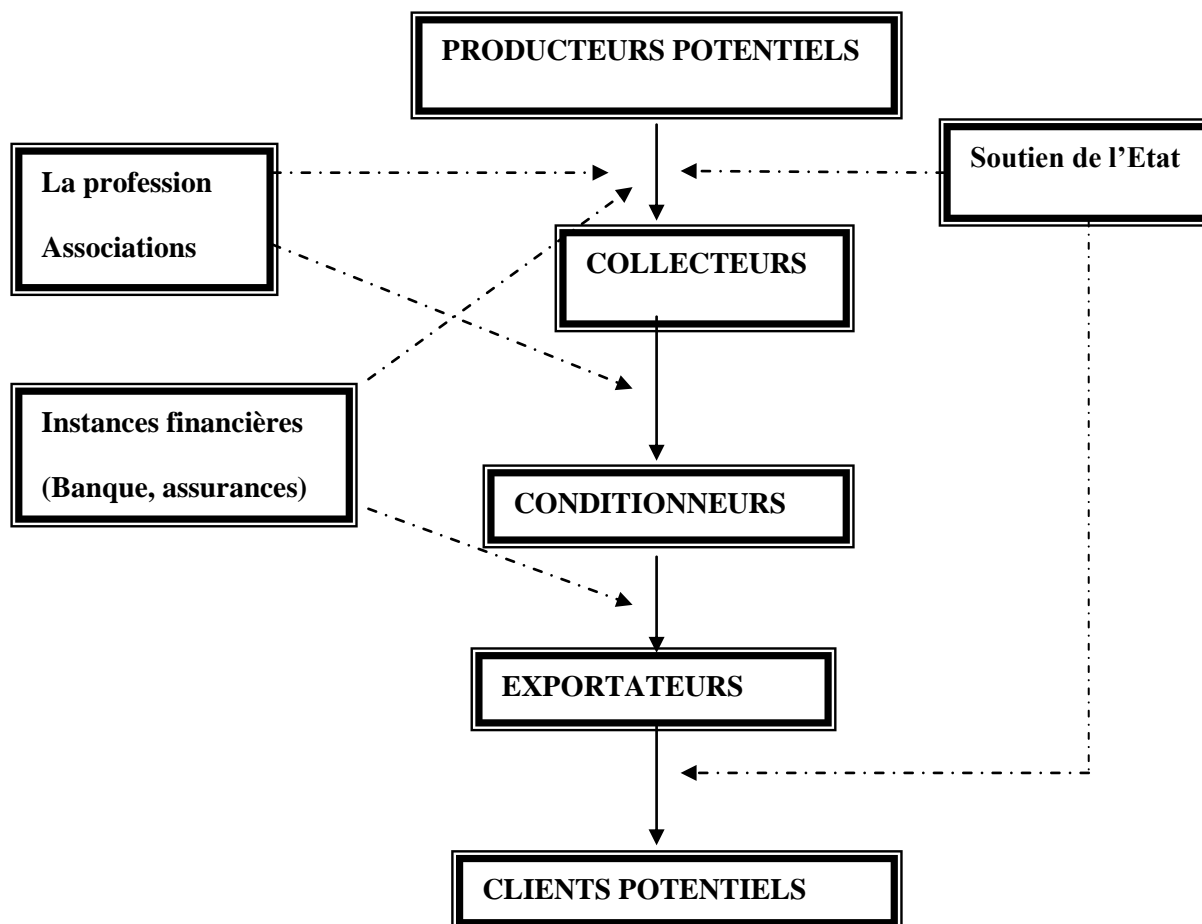 PRODUCTEURS POTENTIELS
Soutien de l’Etat
La profession
Associations
COLLECTEURS
Instances financières
(Banque, assurances)
CONDITIONNEURS
EXPORTATEURS
CLIENTS POTENTIELS